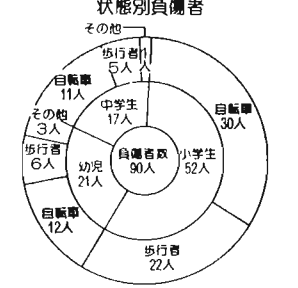 状態別負傷者
その他
歩行者
5人
1人
自転車
11人
中学生
17人
自転車
30人
その他
3人
歩行者
6人
幼児
21人
負傷者数
90人
小学生
52人
自転車
12人
歩行者
22人